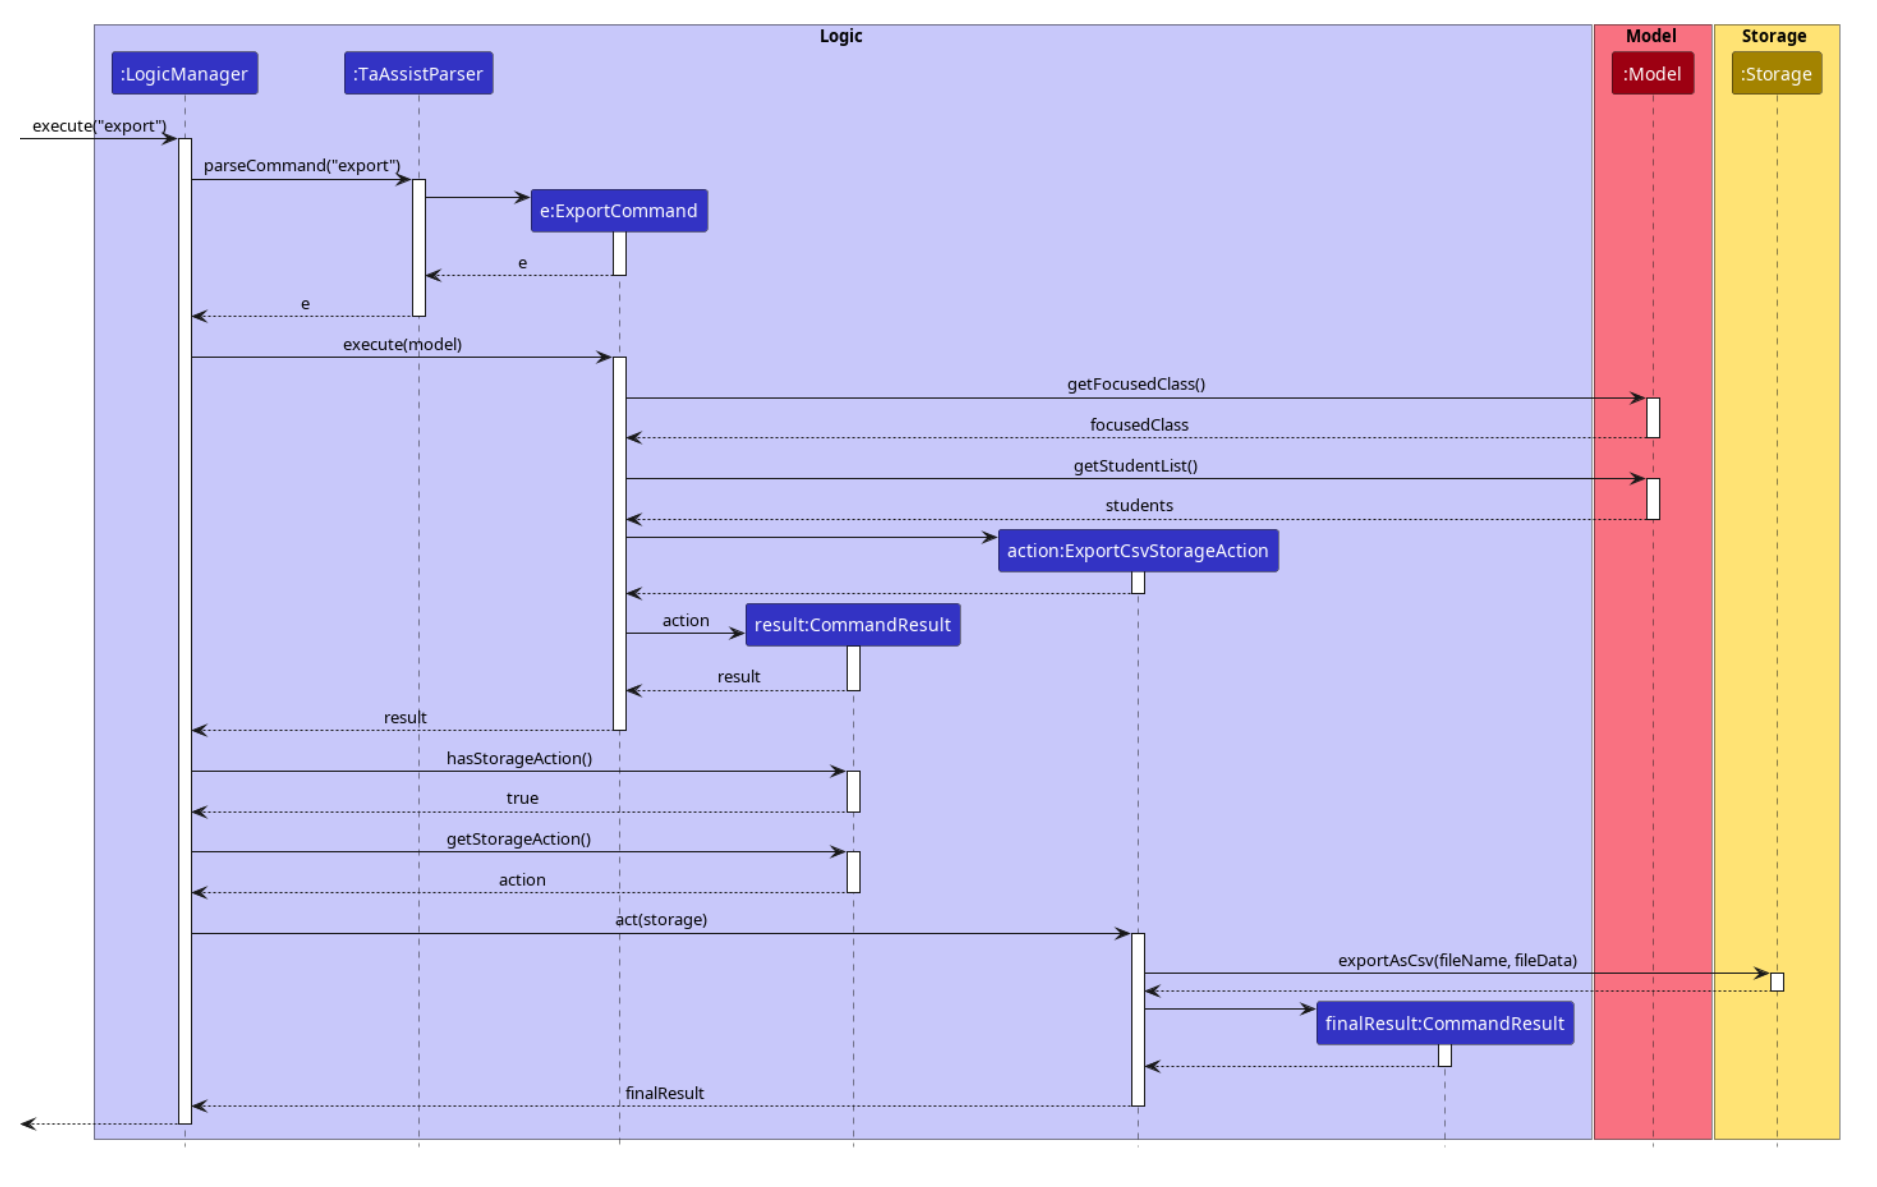 Logic
Model
Storage
:LogicManager
:TaAssistParser
:Model
:Storage
execute("export")
parseCommand("export")
e:ExportCommand
e
e
execute(model)
getFocusedClass()
focusedClass
getStudentList()
students
action:ExportCsvStorageAction
action
result:CommandResult
result
result
hasStorageAction()
true
getStorageAction()
action
act(storage)
exportAsCsv(fileName, fileData)
finalResult:CommandResult
finalResult